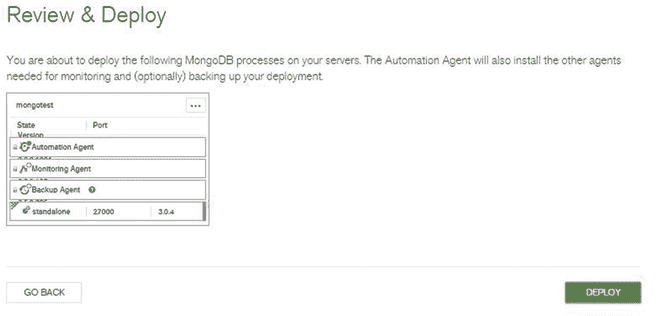 Review & Deploy
You are about to deploy the following MongoDB processes on your servers. The Automation Agent will also install the other agents
needed for monitoring and (optionally) backing up your deployment.
mongotest
...
State Port
Version
Automation Agent
Monitoring Agent
Backup Agent ?
standalone 27000 3.0.4
GO BACK DEPLOY